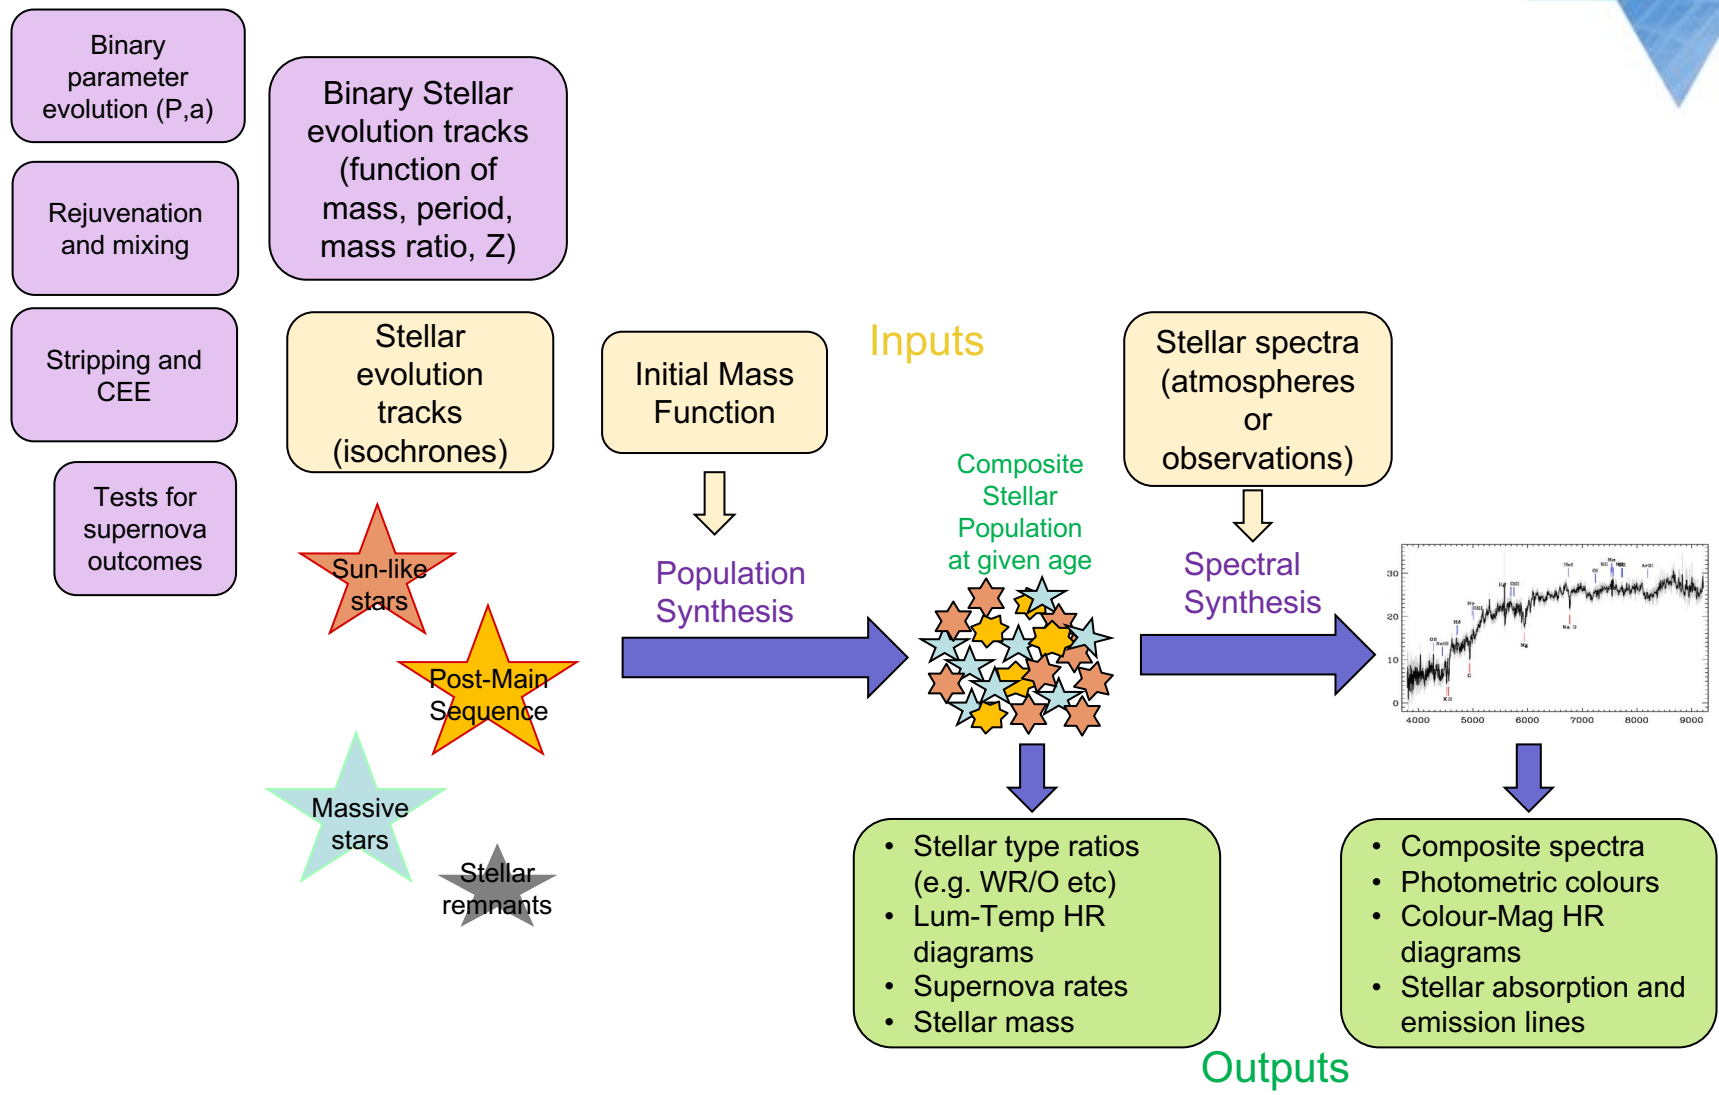 Binary
parameter
evolution (P,a)
Rejuvenation
and mixing
Stripping and
CEE
Tests for
supernova
outcomes
Binary Stellar
evolution tracks
(function of
mass, period,
mass ratio, Z)
Stellar
evolution
tracks
(isochrones)
Sun-like
stars
Post-Main
Sequence
Massive
stars
Stellar
remnants
Initial Mass
Function
Population
Synthesis
Inputs
Composite
Stellar
Population
at given age
Stellar spectra
(atmospheres
or
observations)
Spectral
Synthesis
30
20
10
0
4000 5000 6000 7000 8000 9000
Mg
Na D
• Stellar type ratios
(e.g. WR/O etc)
• Lum-Temp HR
diagrams
• Supernova rates
• Stellar mass
• Composite spectra
• Photometric colours
• Colour-Mag HR
diagrams
• Stellar absorption and
emission lines
Outputs